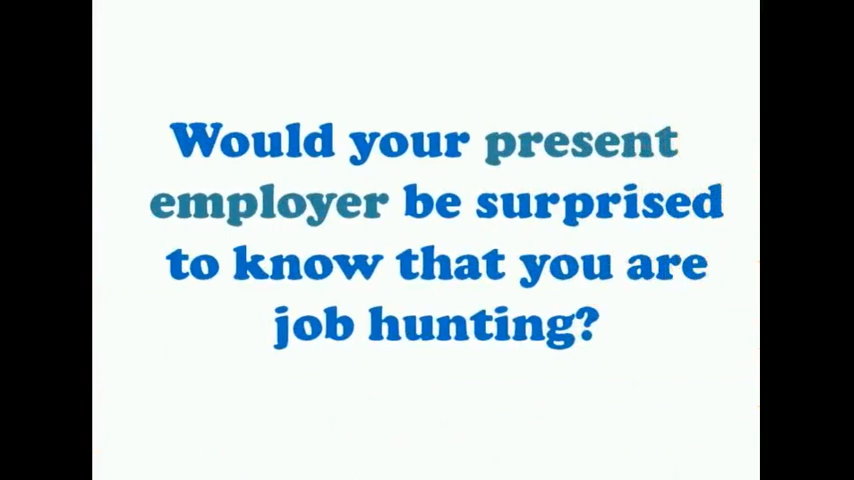 Would your present
employer be surprised
to know that you are
job hunting?